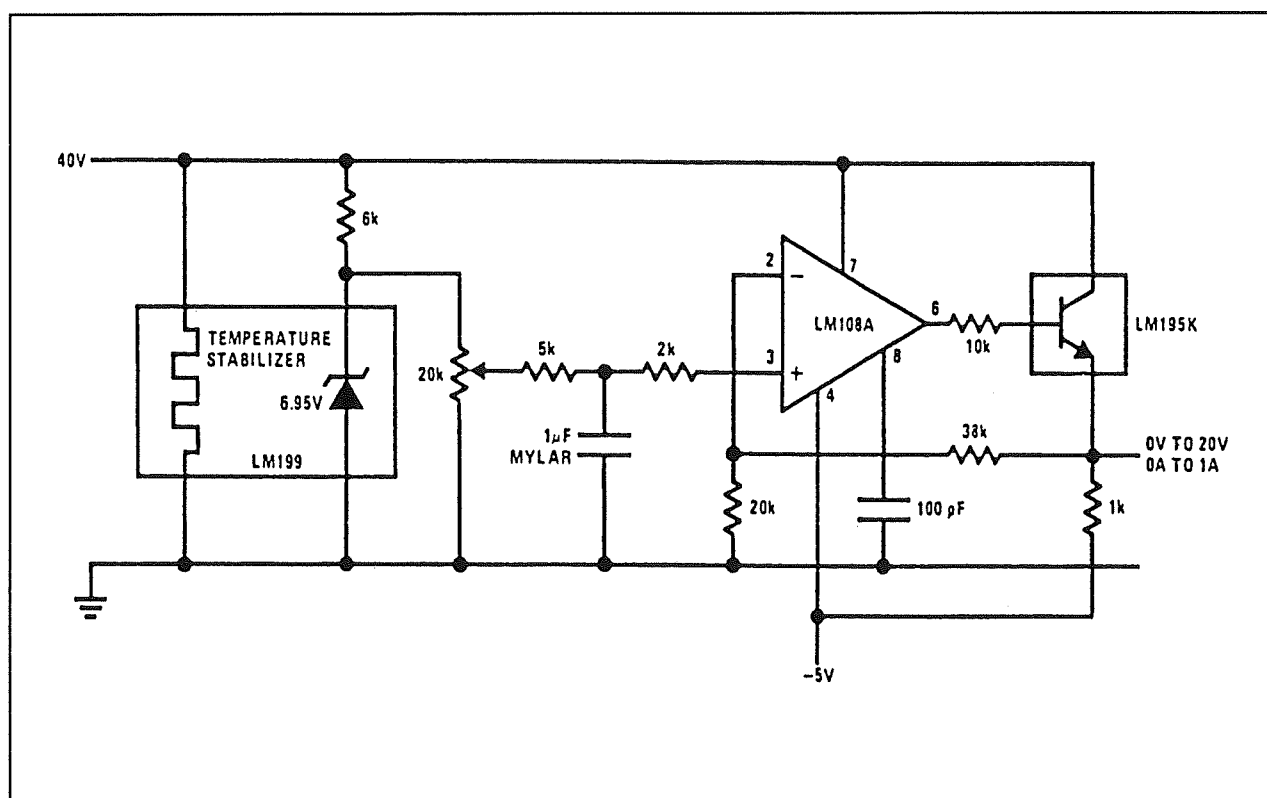 40V
6k
TEMPERATURE
STABILIZER
6.95V
LM199
20k
5k
1μF
MYLAR
2k
2
3
7
LM108A
6
8
4
10k
LM195K
38k
0V TO 20V
0A TO 1A
20k
100 pF
1k
−5V